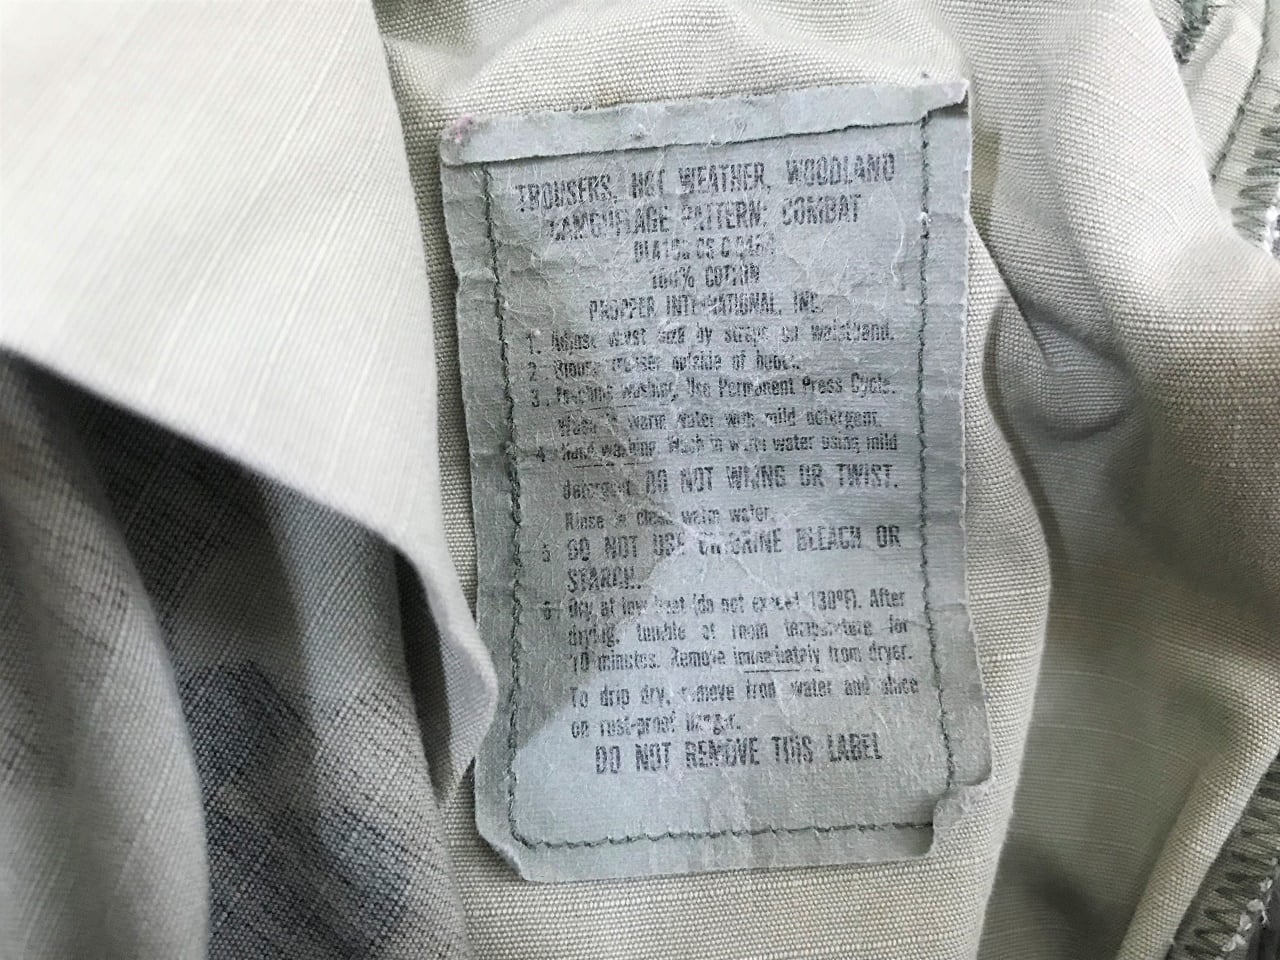 TROUSERS, HOT WEATHER, WOODLAND
CAMOUFLAGE PATTERN: COMBAT
100% COTTON
PROPPER INTERNATIONAL, INC.
1. Adjust waist size by straps on waistband.
2. Blouse trouser outside of boots.
3. Machine washing, Use Permanent Press Cycle.
Wash in warm water with mild detergent.
4 Hand washing. Wash in warm water using mild
detergent. DO NOT WRING OR TWIST.
Rinse in clean warm water.
5 DO NOT USE CHLORINE BLEACH OR
STARCH.
6 Dry at low heat (do not exceed 130°F). After
drying, tumble at room temperature for
10 minutes. Remove immediately from dryer.
To drip dry, remove from water and place
on rust-proof hanger.
DO NOT REMOVE THIS LABEL